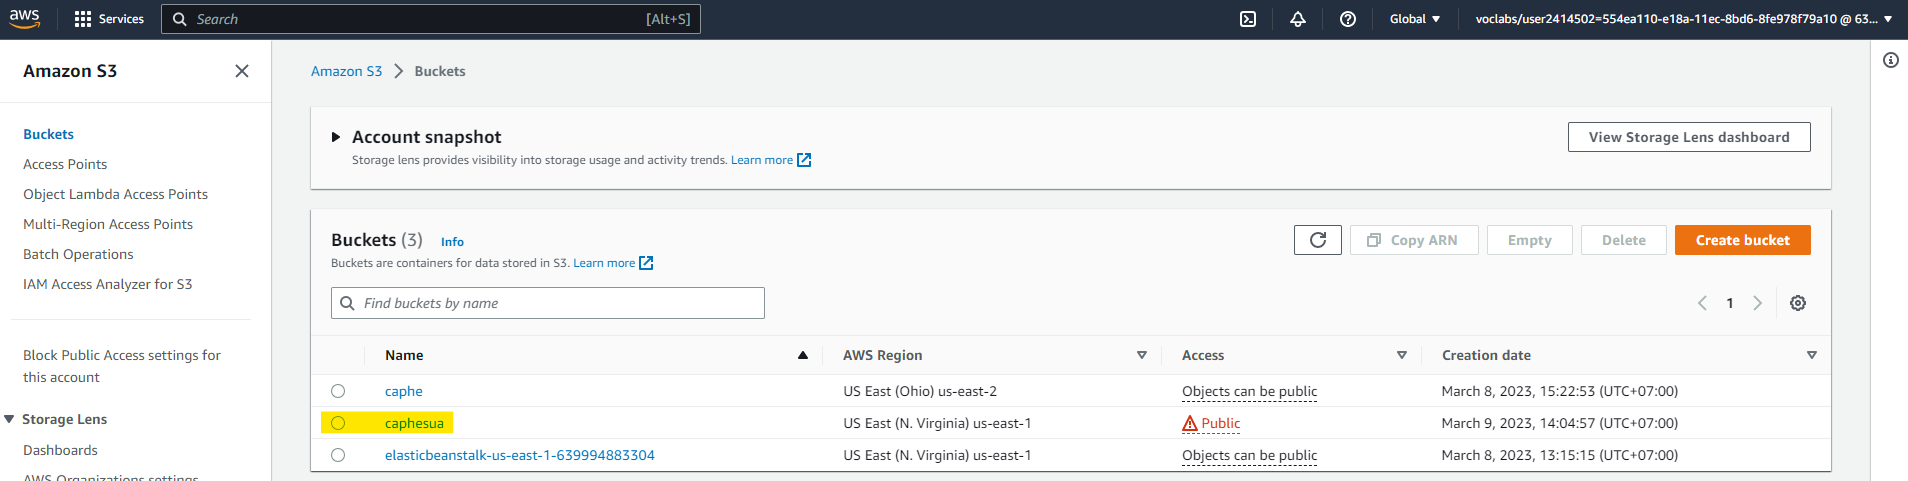 aws Services Search [Alt+S] Global voclabs/user2414502=554ea110-e18a-11ec-8bd6-8fe978f79a10 @ 63...
Amazon S3
Buckets
Access Points
Object Lambda Access Points
Multi-Region Access Points
Batch Operations
IAM Access Analyzer for S3
Block Public Access settings for
this account
Storage Lens
Dashboards
AWS Organizations settings
Amazon S3 Buckets
Account snapshot
View Storage Lens dashboard
Storage lens provides visibility into storage usage and activity trends. Learn more
Buckets (3) Info
Copy ARN Empty Delete Create bucket
Buckets are containers for data stored in S3. Learn more
Find buckets by name
1
Name AWS Region Access Creation date
caphe US East (Ohio) us-east-2 Objects can be public March 8, 2023, 15:22:53 (UTC+07:00)
caphesua US East (N. Virginia) us-east-1 Public March 9, 2023, 14:04:57 (UTC+07:00)
elasticbeanstalk-us-east-1-639994883304 US East (N. Virginia) us-east-1 Objects can be public March 8, 2023, 13:15:15 (UTC+07:00)